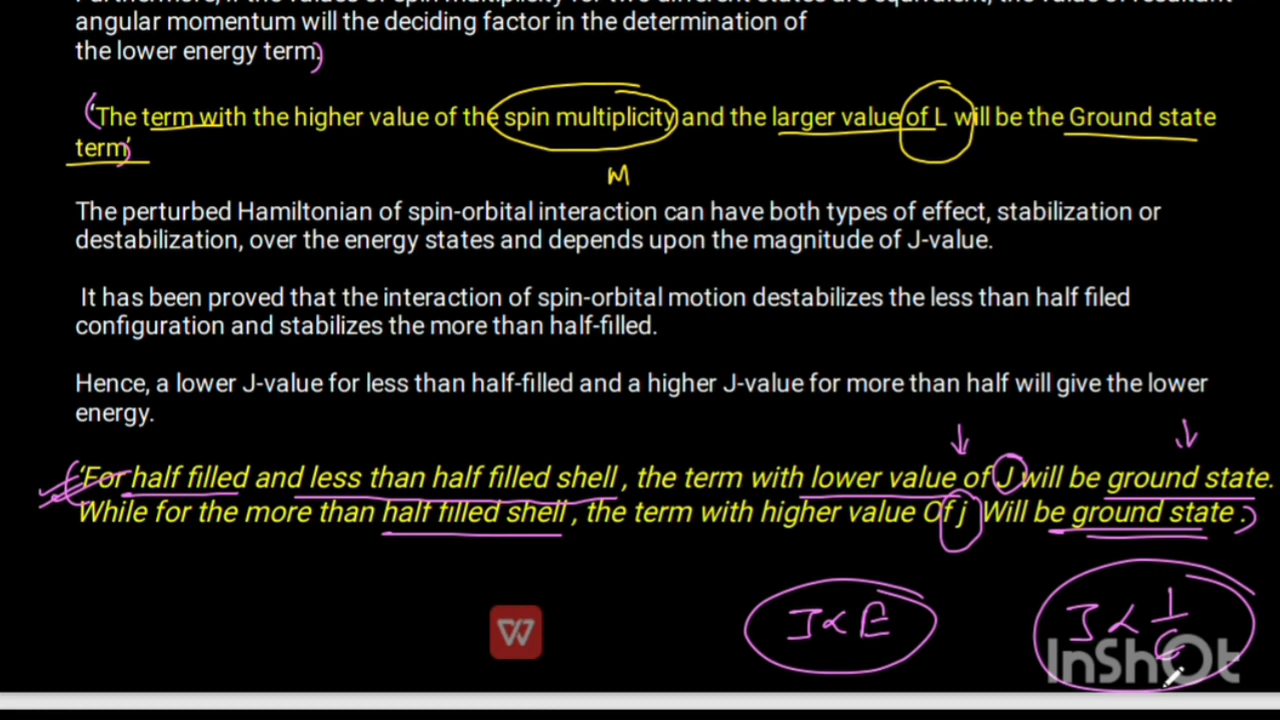 angular momentum will the deciding factor in the determination of
the lower energy term.
'The term with the higher value of the spin multiplicity and the larger value of L will be the Ground state
term'
M
The perturbed Hamiltonian of spin-orbital interaction can have both types of effect, stabilization or
destabilization, over the energy states and depends upon the magnitude of J-value.
It has been proved that the interaction of spin-orbital motion destabilizes the less than half filed
configuration and stabilizes the more than half-filled.
Hence, a lower J-value for less than half-filled and a higher J-value for more than half will give the lower
energy.
'For half filled and less than half filled shell, the term with lower value of J will be ground state.
While for the more than half filled shell, the term with higher value Of j Will be ground state.
J ∝ E
J ∝ 1/E
InShOt